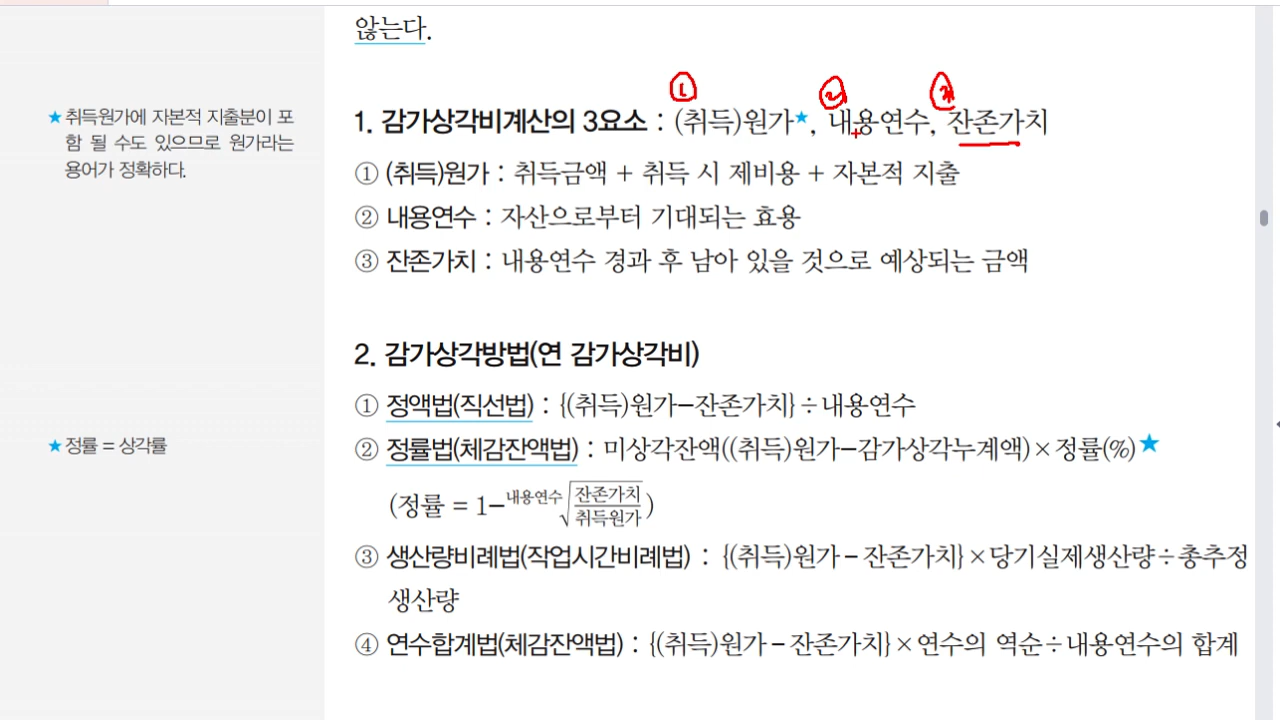 않는다.
★ 취득원가에 자본적 지출분이 포
함 될 수도 있으므로 원가라는
용어가 정확하다.
① ② ③
1. 감가상각비계산의 3요소 : (취득)원가★, 내용연수, 잔존가치
① (취득)원가 : 취득금액 + 취득 시 제비용 + 자본적 지출
② 내용연수 : 자산으로부터 기대되는 효용
③ 잔존가치 : 내용연수 경과 후 남아 있을 것으로 예상되는 금액
2. 감가상각방법(연 감가상각비)
① 정액법(직선법) : {(취득)원가−잔존가치} ÷ 내용연수
★ 정률 = 상각률
② 정률법(체감잔액법) : 미상각잔액((취득)원가−감가상각누계액) × 정률(%)★
(정률 = 1− 내용연수√잔존가치/취득원가)
③ 생산량비례법(작업시간비례법) : {(취득)원가 − 잔존가치} × 당기실제생산량 ÷ 총추정
생산량
④ 연수합계법(체감잔액법) : {(취득)원가 − 잔존가치} × 연수의 역순 ÷ 내용연수의 합계